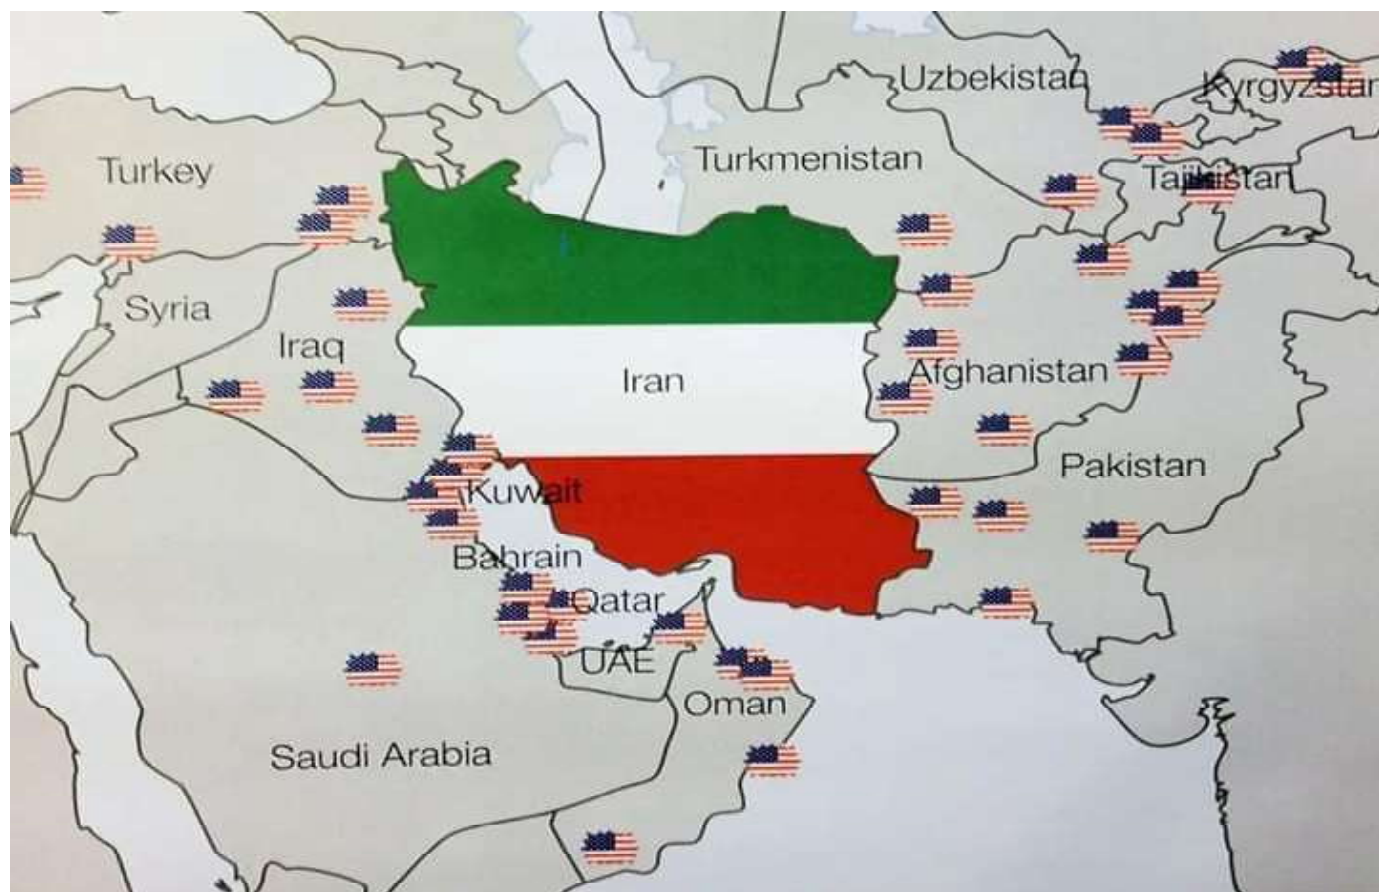 Uzbekistan
Kyrgyzstan
Turkey
Turkmenistan
Tajikistan
Syria
Iraq
Iran
Afghanistan
Pakistan
Kuwait
Bahrain
Qatar
UAE
Oman
Saudi Arabia